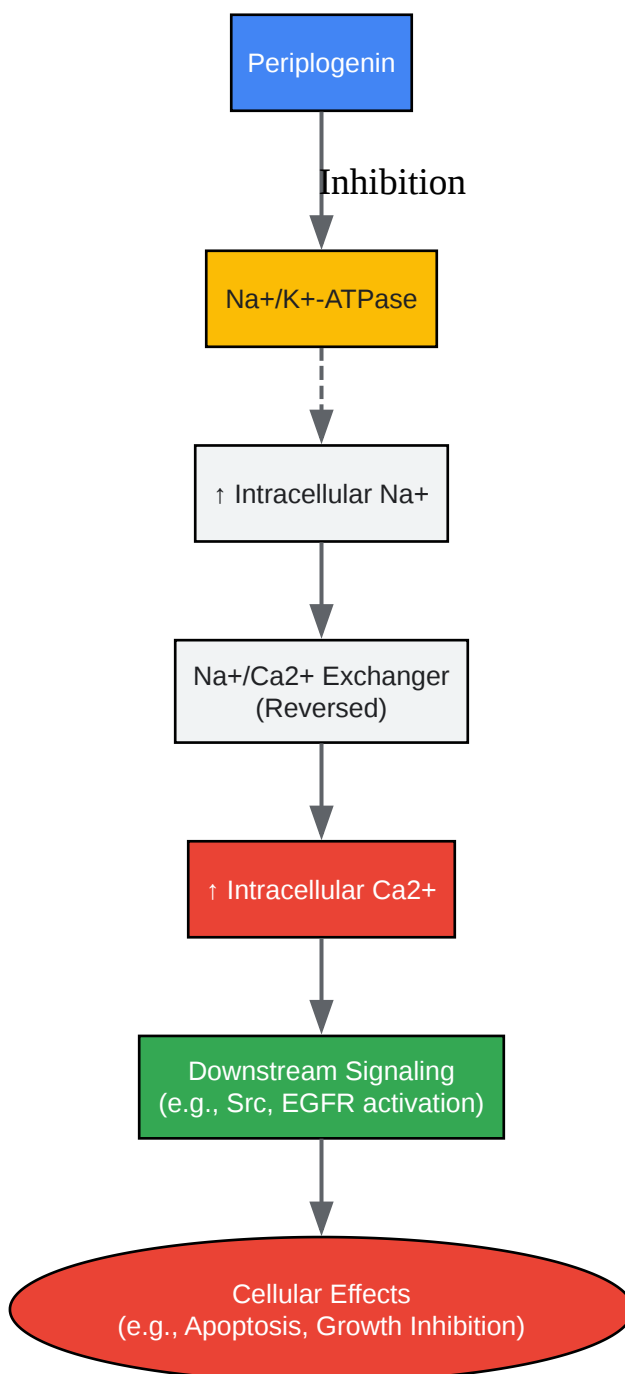 Periplogenin
Inhibition
Na+/K+-ATPase
↑ Intracellular Na+
Na+/Ca2+ Exchanger
(Reversed)
↑ Intracellular Ca2+
Downstream Signaling
(e.g., Src, EGFR activation)
Cellular Effects
(e.g., Apoptosis, Growth Inhibition)